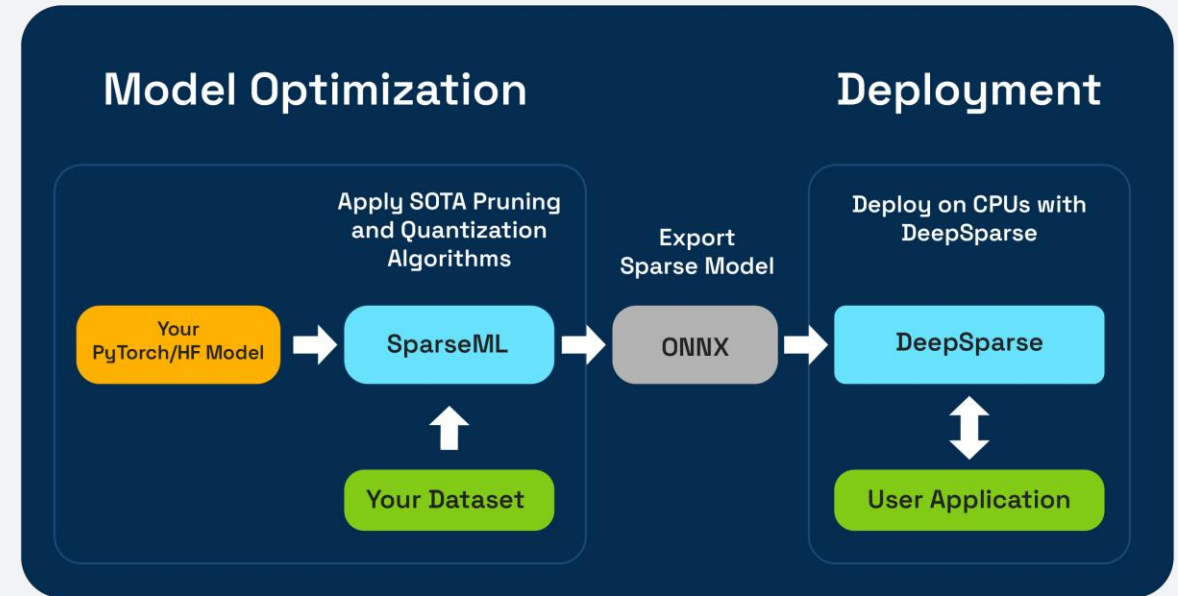 Model Optimization
Deployment
Apply SOTA Pruning
and Quantization
Algorithms
Export
Sparse Model
Deploy on CPUs with
DeepSparse
Your
PyTorch/HF Model
SparseML
ONNX
DeepSparse
Your Dataset
User Application